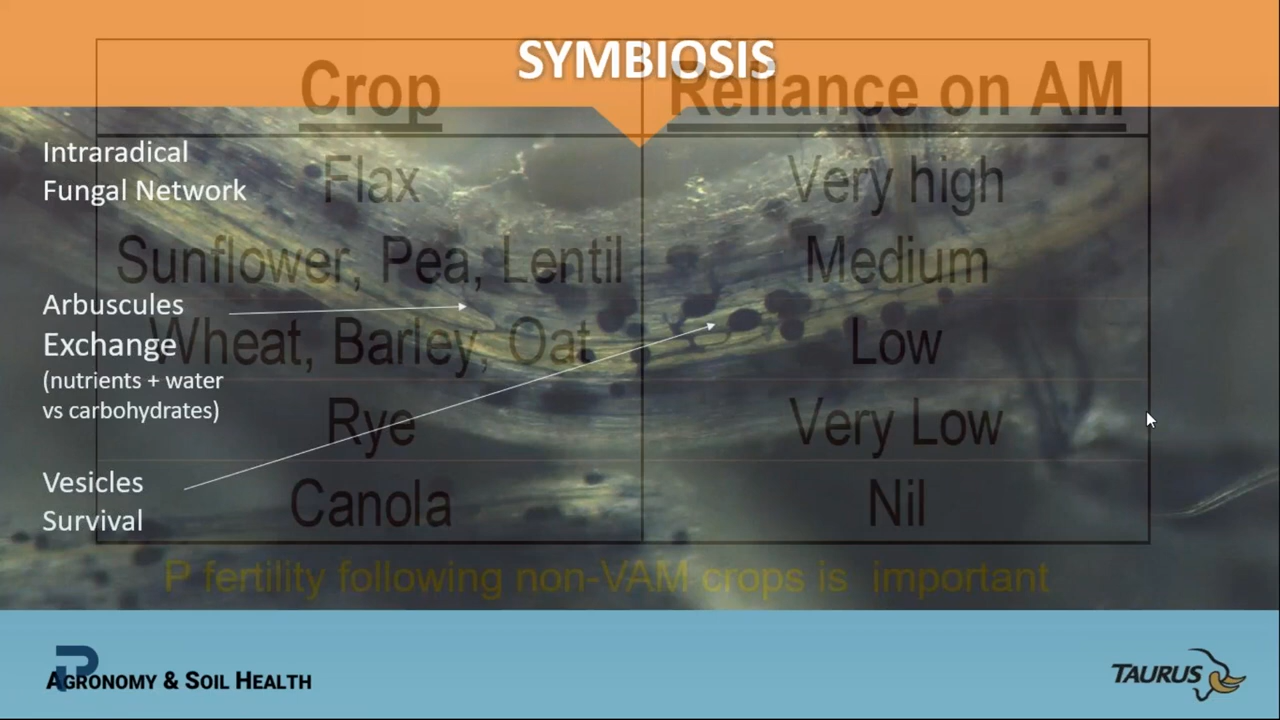 SYMBIOSIS
Crop Reliance on AM
Intraradical
Fungal Network
Flax Very high
Sunflower, Pea, Lentil Medium
Arbuscules
Exchange
(nutrients + water
vs carbohydrates)
Wheat, Barley, Oat Low
Rye Very Low
Vesicles
Survival
Canola Nil
P fertility following non-VAM crops is important
P
AGRONOMY & SOIL HEALTH
TAURUS